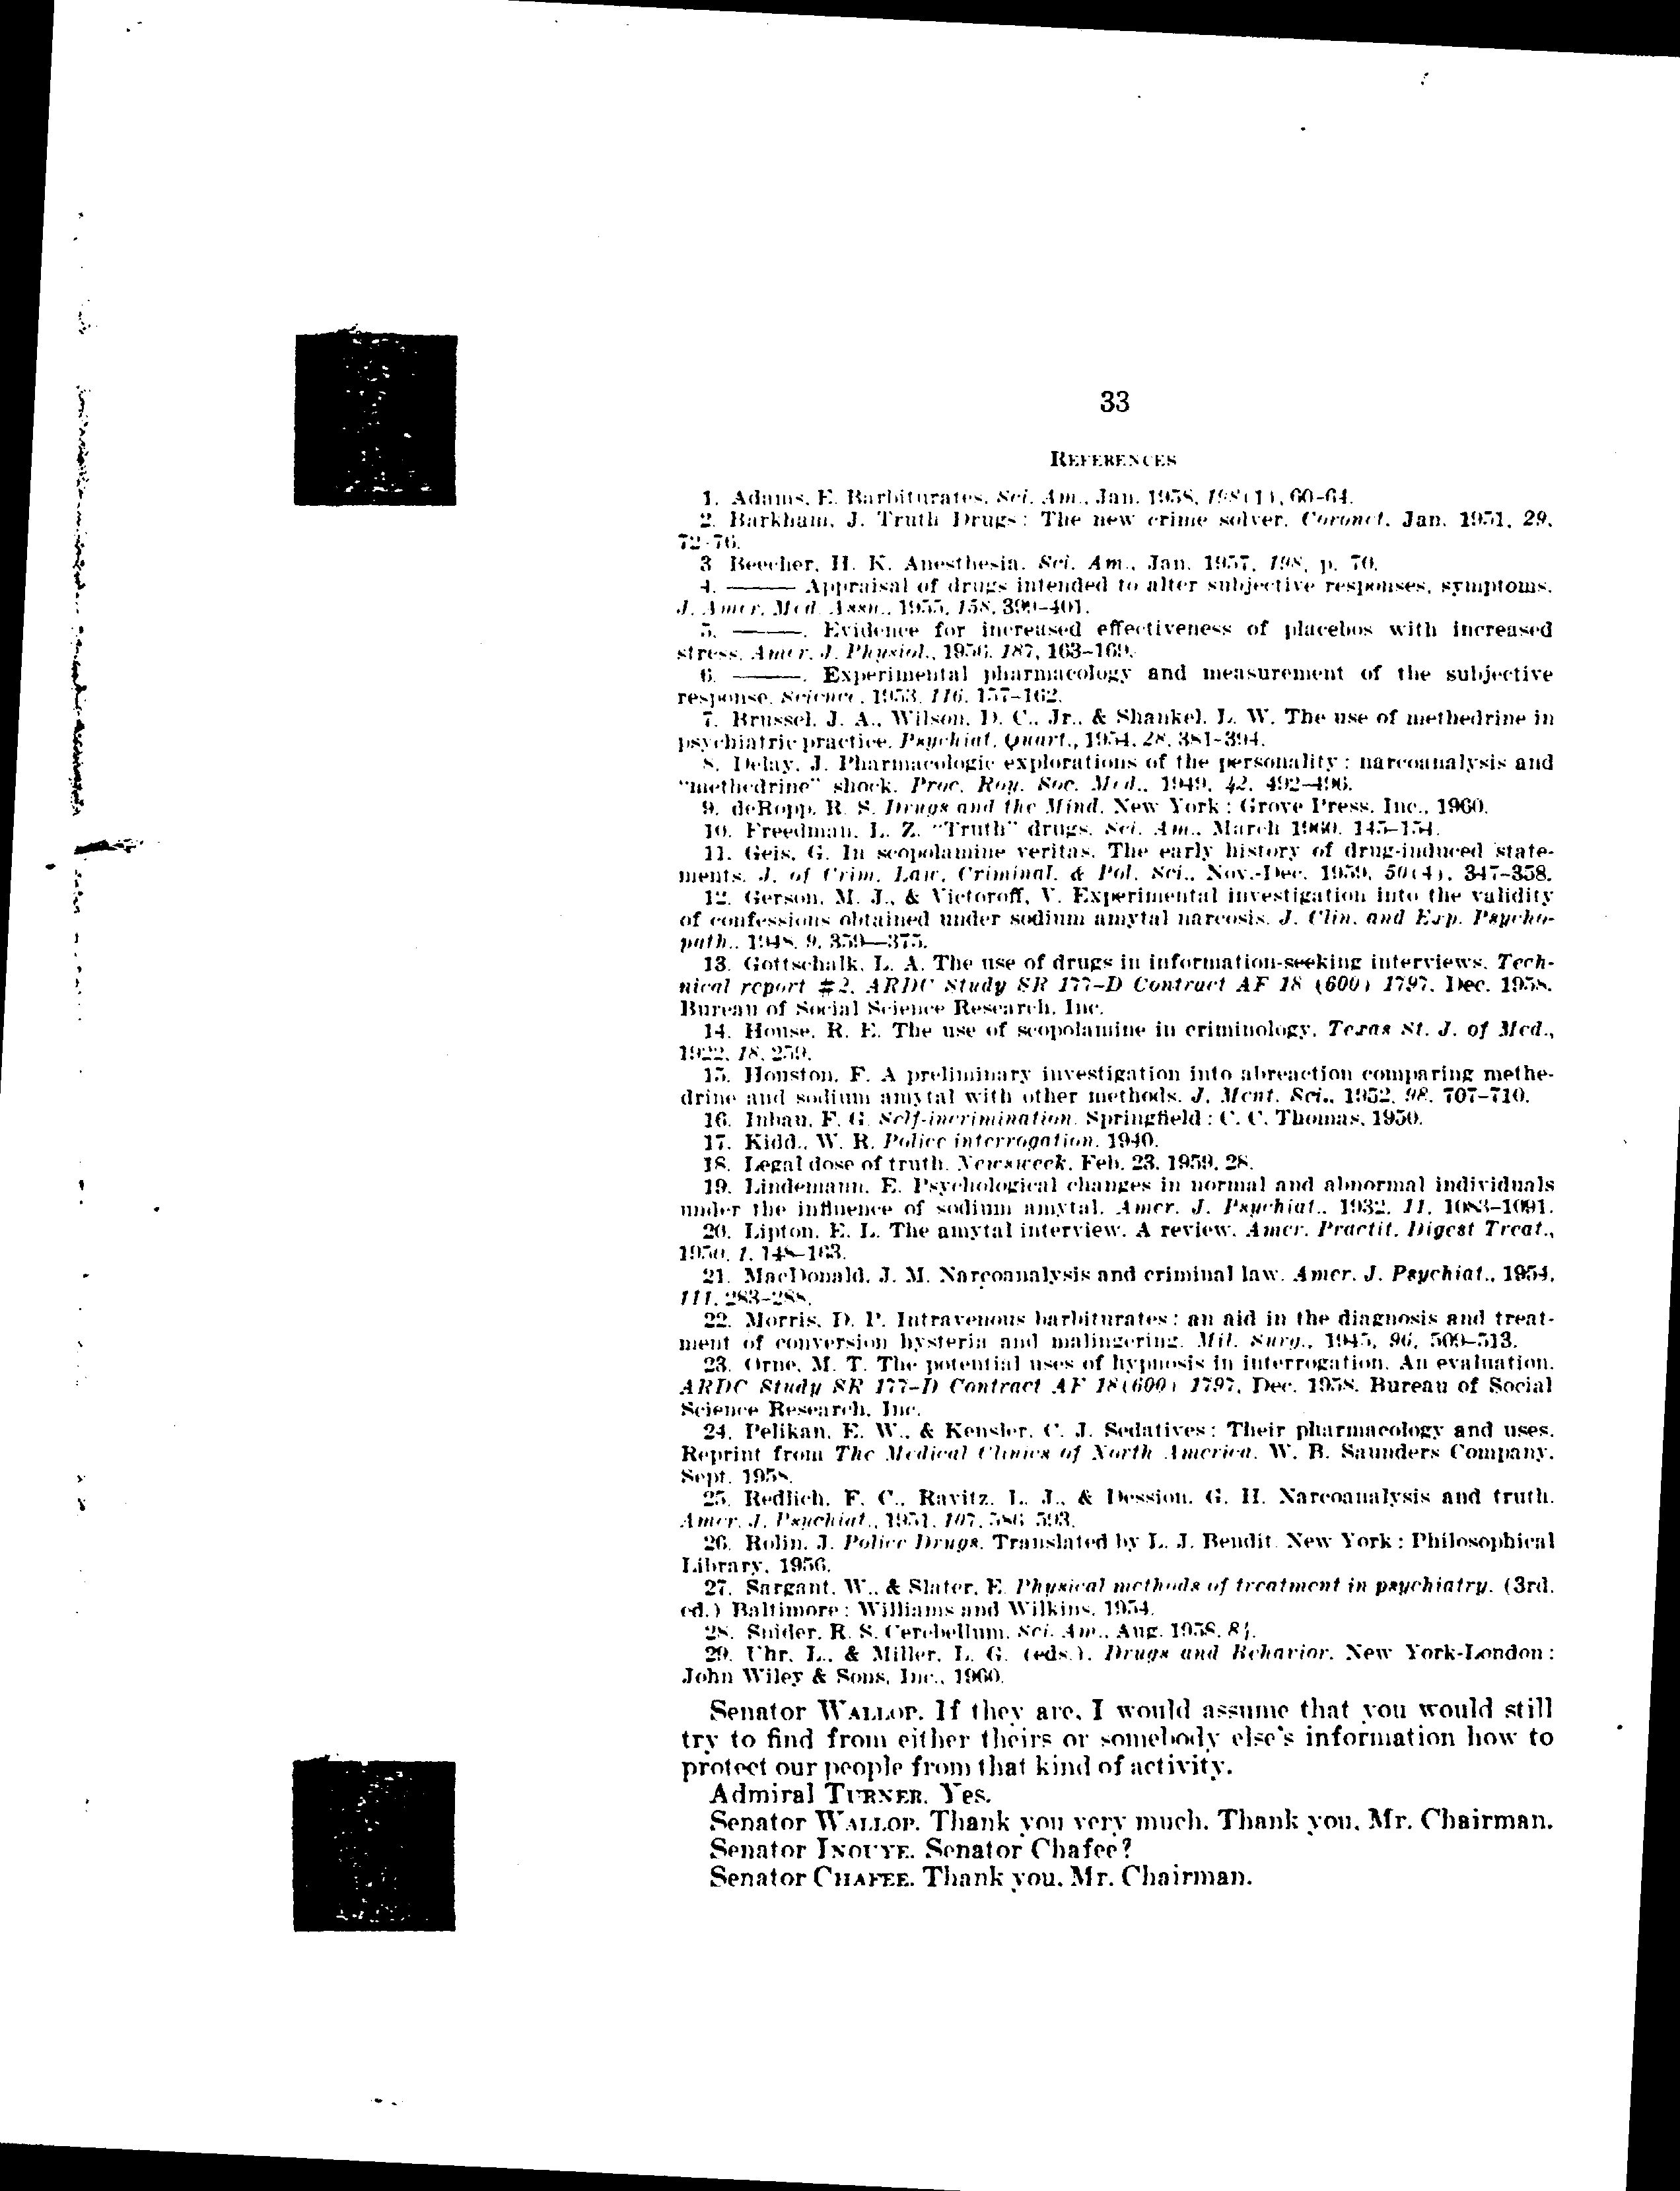 33
REFERENCES
1. Adams, E. Barbiturates. Sci. Am., Jan. 1958, 198(1), 60-64.
2. Barkham, J. Truth Drugs: The new crime solver. Coronet, Jan. 1951, 29,
72-76.
3 Beecher, H. K. Anesthesia. Sci. Am., Jan. 1957, 198, p. 70.
4. ——— Appraisal of drugs intended to alter subjective responses, symptoms.
J. Amer. Med. Assn., 1955, 158, 399-401.
5. ———. Evidence for increased effectiveness of placebos with increased
stress. Amer. J. Physiol., 1956, 187, 163-169.
6. ———. Experimental pharmacology and measurement of the subjective
response. Science, 1953, 116, 157-162.
7. Brussel, J. A., Wilson, D. C., Jr., & Shankel, L. W. The use of methedrine in
psychiatric practice. Psychiat. Quart., 1954, 28, 381-394.
8. Delay, J. Pharmacologic explorations of the personality: narcoanalysis and
"methedrine" shock. Proc. Roy. Soc. Med., 1949, 42, 492-496.
9. deRopp, R. S. Drugs and the Mind. New York: Grove Press, Inc., 1960.
10. Freedman, L. Z. "Truth" drugs. Sci. Am., March 1960, 145-154.
11. Geis, G. In scopolamine veritas. The early history of drug-induced state-
ments. J. of Crim. Law, Criminal. & Pol. Sci., Nov.-Dec. 1959, 50(4), 347-358.
12. Gerson, M. J., & Victoroff, V. Experimental investigation into the validity
of confessions obtained under sodium amytal narcosis. J. Clin. and Exp. Psycho-
path., 1948, 9, 359—375.
13. Gottschalk, L. A. The use of drugs in information-seeking interviews. Tech-
nical report #2. ARDC Study SR 177-D Contract AF 18 (600) 1797. Dec. 1958.
Bureau of Social Science Research, Inc.
14. House, R. E. The use of scopolamine in criminology. Texas St. J. of Med.,
1922, 18, 259.
15. Houston, F. A preliminary investigation into abreaction comparing methe-
drine and sodium amytal with other methods. J. Ment. Sci., 1952, 98, 707-710.
16. Inbau, F. G. Self-incrimination. Springfield: C. C. Thomas, 1950.
17. Kidd., W. R. Police interrogation. 1940.
18. Legal dose of truth. Newsweek, Feb. 23, 1959, 28.
19. Lindemann, E. Psychological changes in normal and abnormal individuals
under the influence of sodium amytal. Amer. J. Psychiat., 1932, 11, 1083-1091.
20. Lipton, E. L. The amytal interview. A review. Amer. Practit. Digest Treat.,
1950, 1, 148-163.
21. MacDonald, J. M. Narcoanalysis and criminal law. Amer. J. Psychiat., 1954,
111, 283-288.
22. Morris, D. P. Intravenous barbiturates: an aid in the diagnosis and treat-
ment of conversion hysteria and malingering. Mil. Surg., 1945, 96, 509-513.
23. Orne, M. T. The potential uses of hypnosis in interrogation. An evaluation.
ARDC Study SR 177-D Contract AF 18(600) 1797, Dec. 1958. Bureau of Social
Science Research, Inc.
24. Pelikan, E. W., & Kensler, C. J. Sedatives: Their pharmacology and uses.
Reprint from The Medical Clinics of North America. W. B. Saunders Company,
Sept. 1958.
25. Redlich, F. C., Ravitz, L. J., & Dession, G. H. Narcoanalysis and truth.
Amer. J. Psychiat., 1951, 107, 586-593.
26. Rolin, J. Police Drugs. Translated by L. J. Bendit. New York: Philosophical
Library, 1956.
27. Sargant, W., & Slater, E. Physical methods of treatment in psychiatry. (3rd.
ed.) Baltimore: Williams and Wilkins, 1954.
28. Snider, R. S. Cerebellum. Sci. Am., Aug. 1958, 84.
29. Uhr, L., & Miller, L. G. (eds.). Drugs and Behavior. New York-London:
John Wiley & Sons, Inc., 1960.
Senator WALLOP. If they are, I would assume that you would still
try to find from either theirs or somebody else's information how to
protect our people from that kind of activity.
Admiral TURNER. Yes.
Senator WALLOP. Thank you very much. Thank you, Mr. Chairman.
Senator INOUYE. Senator Chafee?
Senator CHAFEE. Thank you, Mr. Chairman.